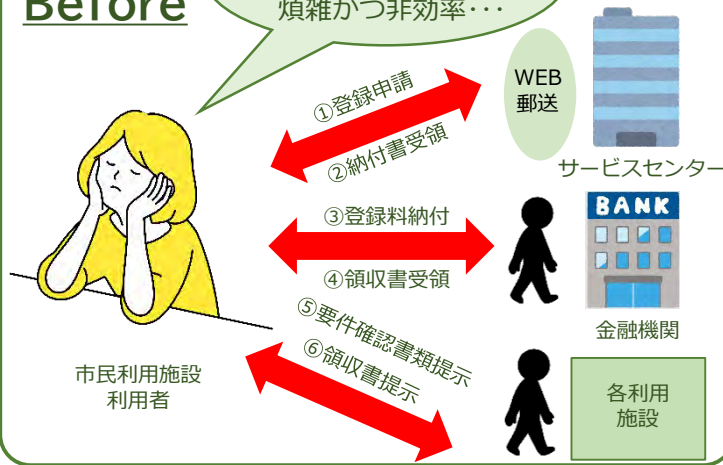 Before
煩雑かつ非効率･･･
①登録申請
②納付書受領
WEB
郵送
サービスセンター
③登録料納付
④領収書受領
BANK
金融機関
⑤要件確認書類提示
⑥領収書提示
市民利用施設
利用者
各利用
施設